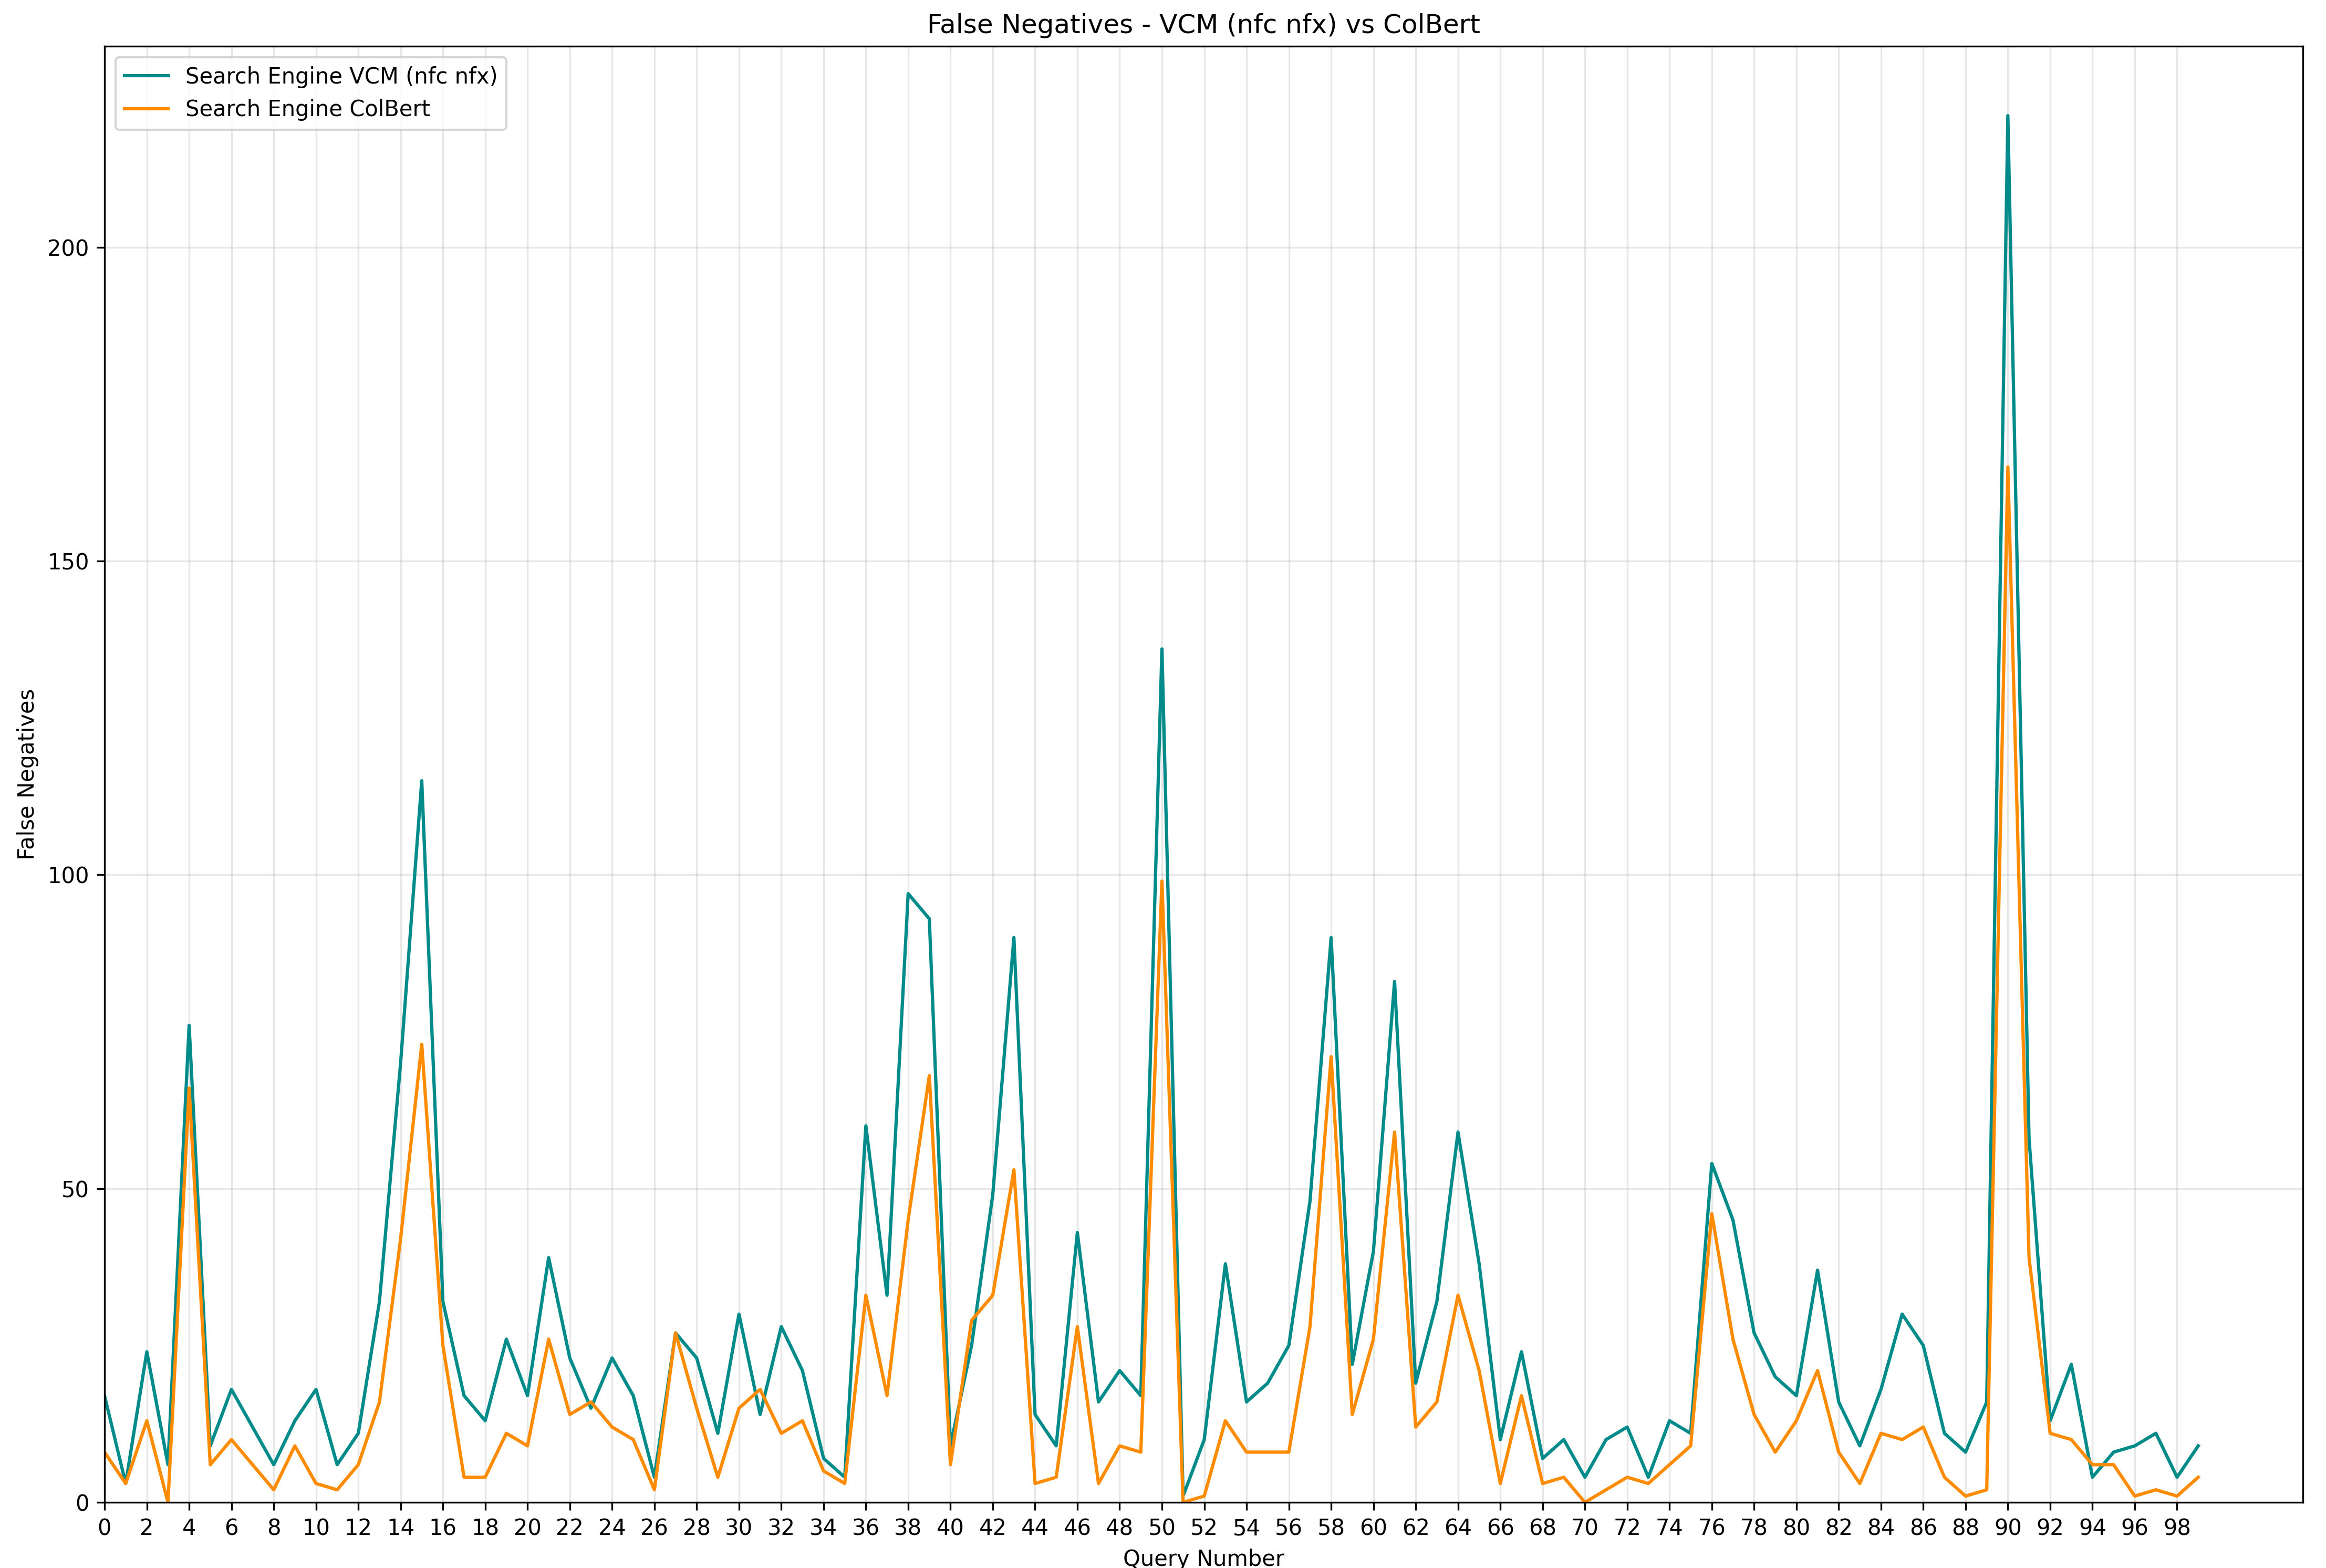 False Negatives - VCM (nfc nfx) vs ColBert
Search Engine VCM (nfc nfx)
Search Engine ColBert
False Negatives
200
150
100
50
0
0 2 4 6 8 10 12 14 16 18 20 22 24 26 28 30 32 34 36 38 40 42 44 46 48 50 52 54 56 58 60 62 64 66 68 70 72 74 76 78 80 82 84 86 88 90 92 94 96 98
Query Number